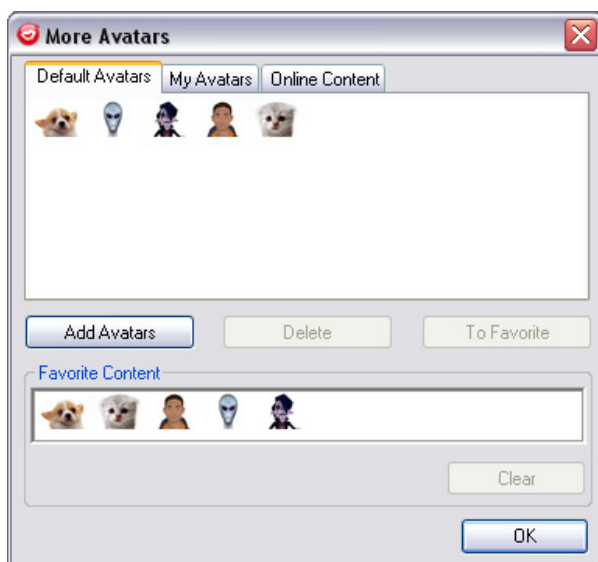 More Avatars
Default Avatars My Avatars Online Content
Add Avatars Delete To Favorite
Favorite Content
Clear
OK